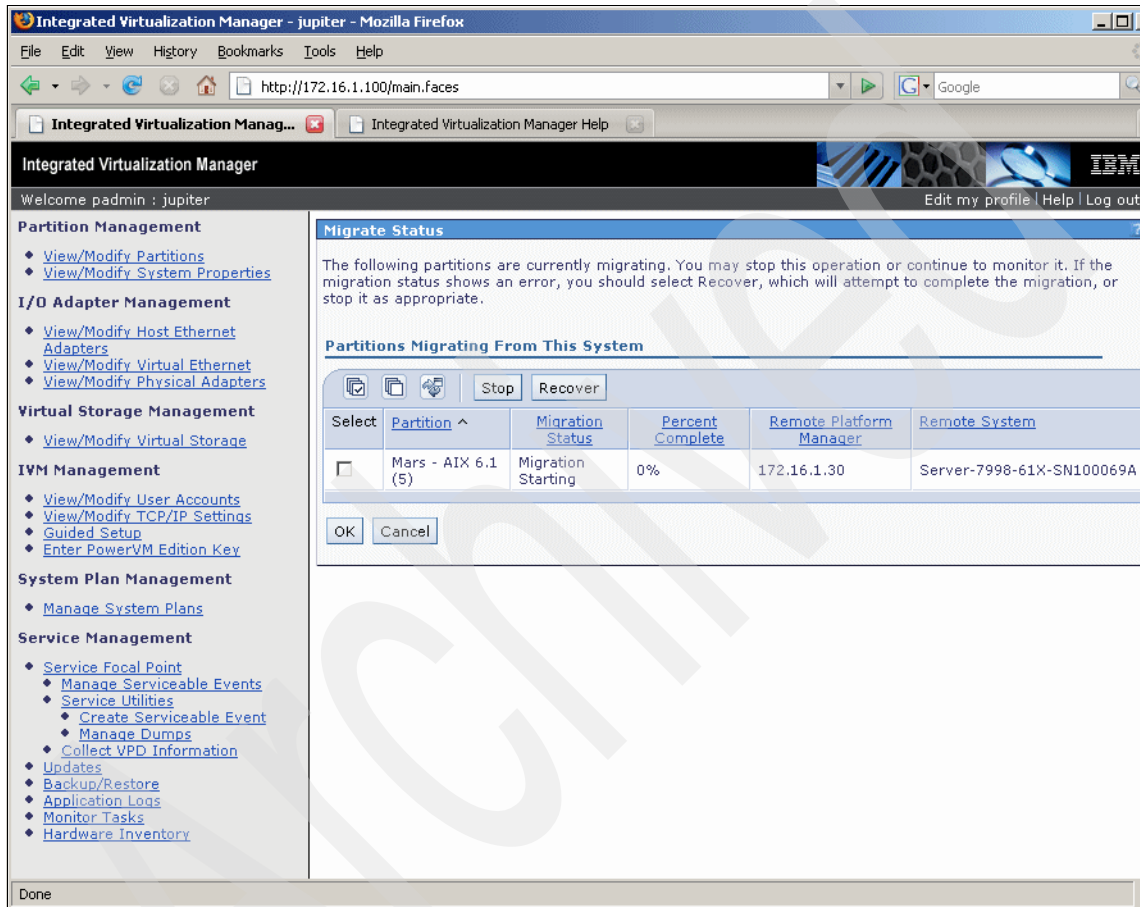 Integrated Virtualization Manager - jupiter - Mozilla Firefox
File Edit View History Bookmarks Tools Help
http://172.16.1.100/main.faces
Google
Integrated Virtualization Manag...
Integrated Virtualization Manager Help
Integrated Virtualization Manager
IBM
Welcome padmin : jupiter
Edit my profile | Help | Log out
Partition Management
View/Modify Partitions
View/Modify System Properties
I/O Adapter Management
View/Modify Host Ethernet
Adapters
View/Modify Virtual Ethernet
View/Modify Physical Adapters
Virtual Storage Management
View/Modify Virtual Storage
IVM Management
View/Modify User Accounts
View/Modify TCP/IP Settings
Guided Setup
Enter PowerVM Edition Key
System Plan Management
Manage System Plans
Service Management
Service Focal Point
Manage Serviceable Events
Service Utilities
Create Serviceable Event
Manage Dumps
Collect VPD Information
Updates
Backup/Restore
Application Logs
Monitor Tasks
Hardware Inventory
Migrate Status
?
The following partitions are currently migrating. You may stop this operation or continue to monitor it. If the
migration status shows an error, you should select Recover, which will attempt to complete the migration, or
stop it as appropriate.
Partitions Migrating From This System
Stop Recover
Select Partition ^ Migration Status Percent Complete Remote Platform Manager Remote System
Mars - AIX 6.1 (5) Migration Starting 0% 172.16.1.30 Server-7998-61X-SN100069A
OK Cancel
Done
Archived